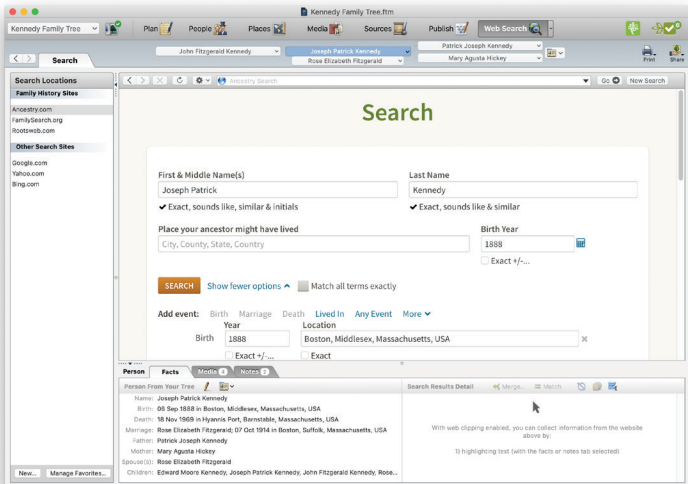 Kennedy Family Tree.ftm
Kennedy Family Tree
Plan
People
Places
Media
Sources
Publish
Web Search
Search
John Fitzgerald Kennedy
Joseph Patrick Kennedy
Rose Elizabeth Fitzgerald
Patrick Joseph Kennedy
Mary Agusta Hickey
Print
Share
Search Locations
Family History Sites
Ancestry.com
FamilySearch.org
Rootsweb.com
Other Search Sites
Google.com
Yahoo.com
Bing.com
New...
Manage Favorites...
Ancestry Search
Go
New Search
Search
First & Middle Name(s)
Last Name
Joseph Patrick
Kennedy
Exact, sounds like, similar & initials
Exact, sounds like & similar
Place your ancestor might have lived
Birth Year
City, County, State, Country
1888
Exact +/-...
SEARCH
Show fewer options
Match all terms exactly
Add event:
Birth
Marriage
Death
Lived In
Any Event
More
Year
Location
Birth
1888
Boston, Middlesex, Massachusetts, USA
Exact +/-...
Exact
Person
Facts
Media
Notes
Person From Your Tree
Search Results Detail
Merge...
Match
Name: Joseph Patrick Kennedy
Birth: 06 Sep 1888 in Boston, Middlesex, Massachusetts, USA
Death: 18 Nov 1969 in Hyannis Port, Barnstable, Massachusetts, USA
Marriage: Rose Elizabeth Fitzgerald; 07 Oct 1914 in Boston, Suffolk, Massachusetts, USA
Father: Patrick Joseph Kennedy
Mother: Mary Agusta Hickey
Spouse(s): Rose Elizabeth Fitzgerald
Children: Edward Moore Kennedy, Joseph Patrick Kennedy, John Fitzgerald Kennedy, Rose...
With web clipping enabled, you can collect information from the website
above by:
1) highlighting text (with the facts or notes tab selected)